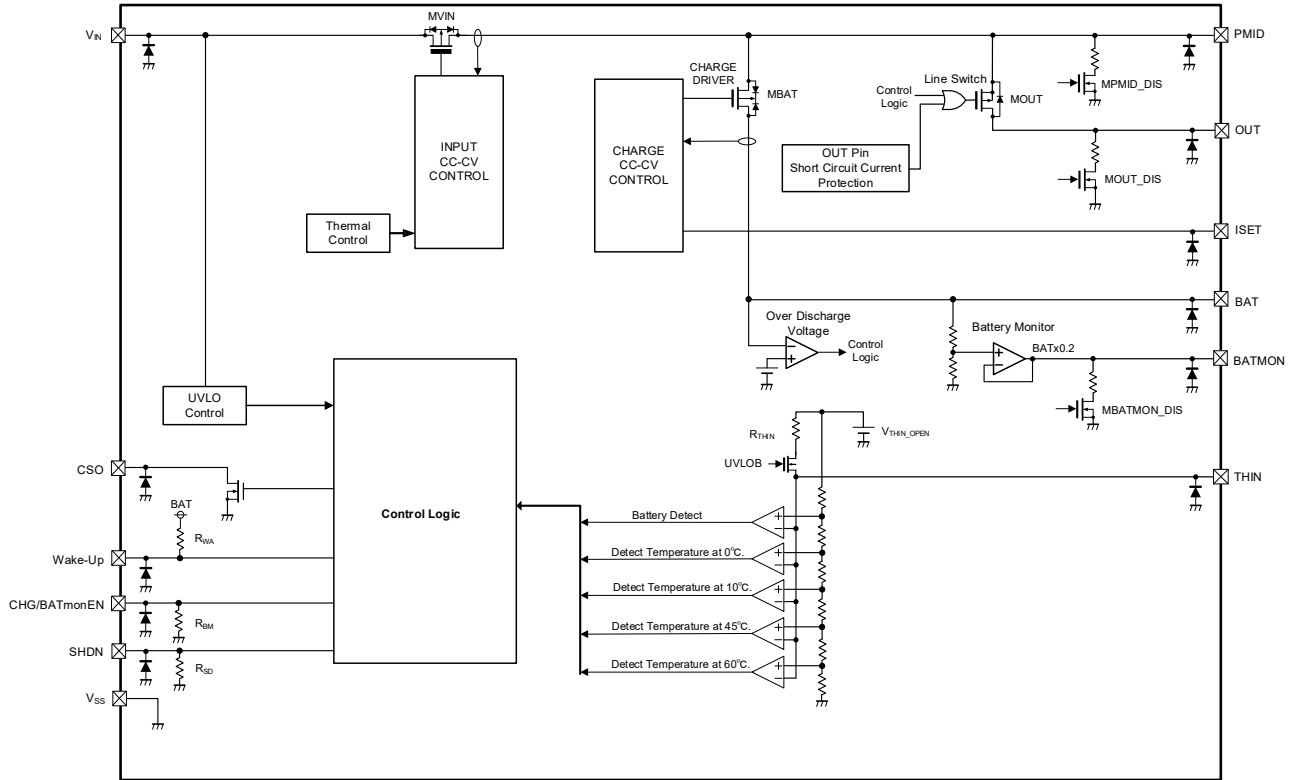 MVIN
VIN
PMID
CHARGE
DRIVER
MBAT
Line Switch
Control
Logic
MOUT
MPMID_DIS
OUT
INPUT
CC-CV
CONTROL
CHARGE
CC-CV
CONTROL
OUT Pin
Short Circuit Current
Protection
MOUT_DIS
Thermal
Control
ISET
BAT
Over Discharge
Voltage
Control
Logic
Battery Monitor
BATx0.2
BATMON
UVLO
Control
MBATMON_DIS
RTHIN
VTHIN_OPEN
UVLOB
CSO
THIN
BAT
RWA
Control Logic
Battery Detect
Wake-Up
Detect Temperature at 0℃.
CHG/BATmonEN
RBM
Detect Temperature at 10℃.
SHDN
RSD
Detect Temperature at 45℃.
Detect Temperature at 60℃.
VSS
+
−
+
−
+
−
+
−
+
−
+
−
+
−